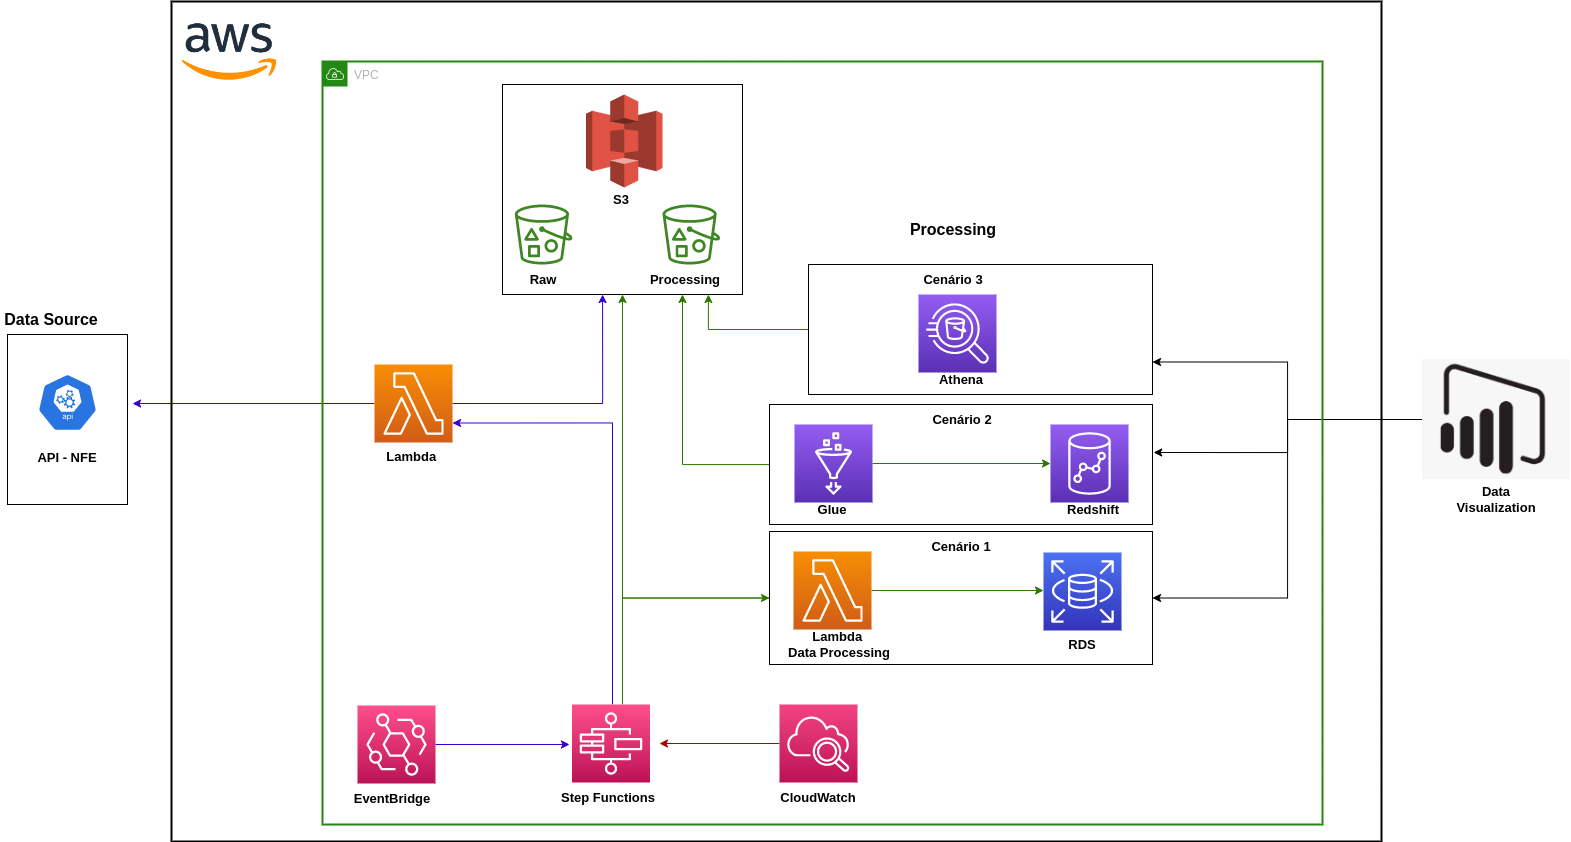 aws
VPC
S3
Raw
Processing
Processing
Cenário 3
Athena
Data Source
api
API - NFE
Lambda
Cenário 2
Glue
Redshift
Data
Visualization
Cenário 1
Lambda
Data Processing
RDS
EventBridge
Step Functions
CloudWatch